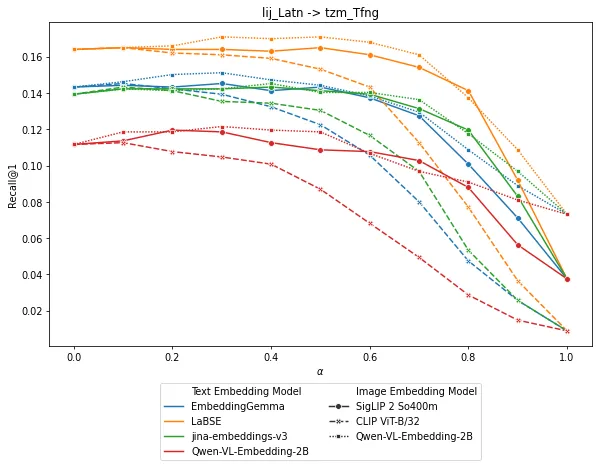 lij_Latn -> tzm_Tfng
Recall@1
0.16
0.14
0.12
0.10
0.08
0.06
0.04
0.02
0.0 0.2 0.4 0.6 0.8 1.0
α
Text Embedding Model Image Embedding Model
EmbeddingGemma SigLIP 2 So400m
LaBSE CLIP ViT-B/32
jina-embeddings-v3 Qwen-VL-Embedding-2B
Qwen-VL-Embedding-2B